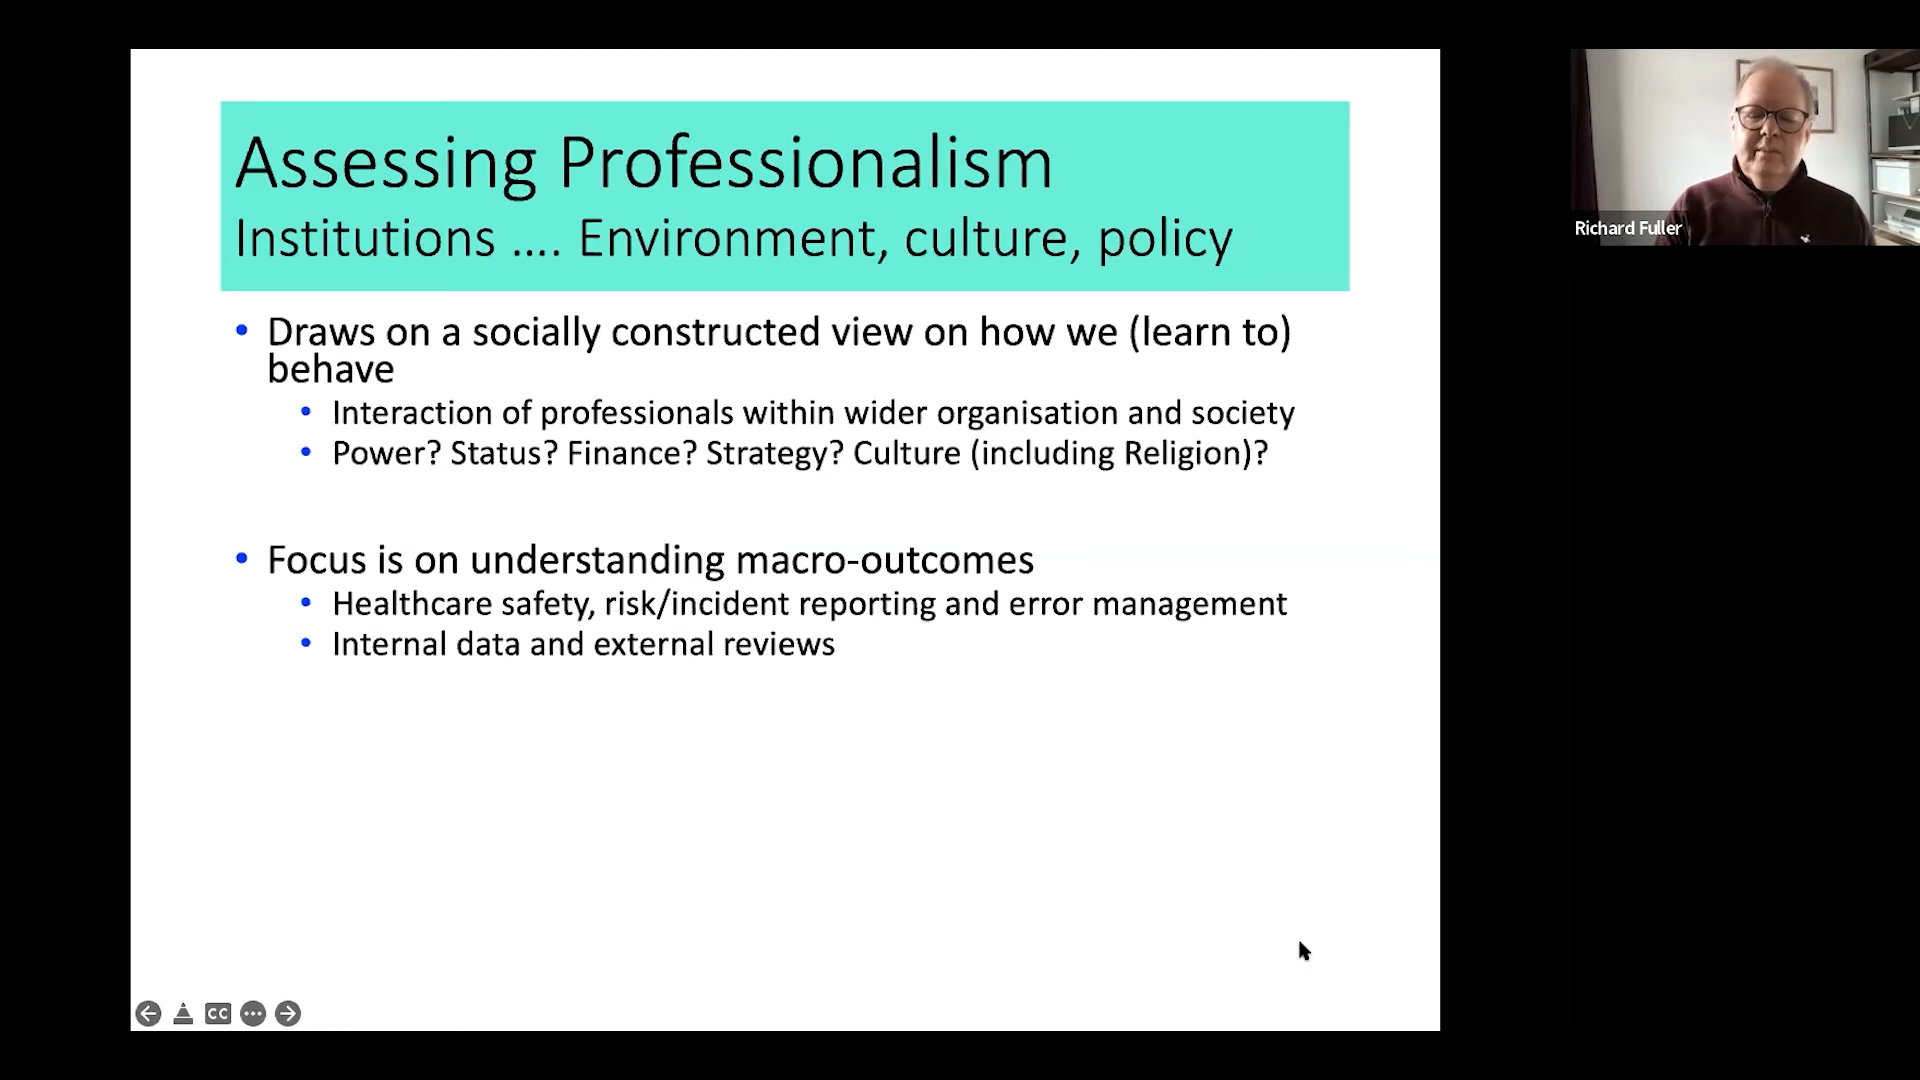 Assessing Professionalism
Institutions .... Environment, culture, policy
• Draws on a socially constructed view on how we (learn to)
behave
• Interaction of professionals within wider organisation and society
• Power? Status? Finance? Strategy? Culture (including Religion)?
• Focus is on understanding macro-outcomes
• Healthcare safety, risk/incident reporting and error management
• Internal data and external reviews
CC
Richard Fuller